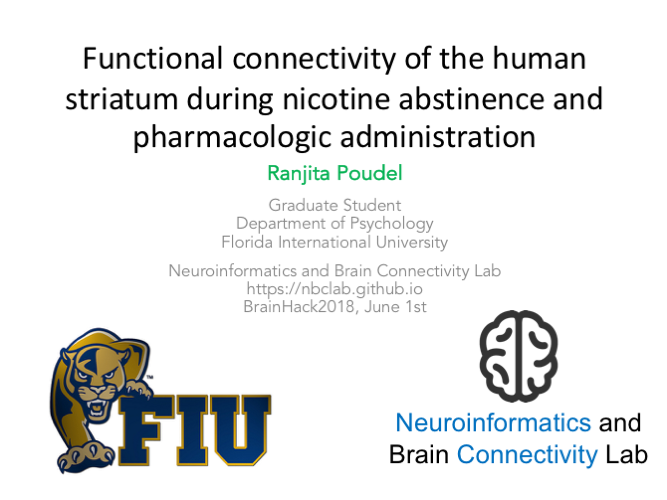 Functional connectivity of the human
striatum during nicotine abstinence and
pharmacologic administration
Ranjita Poudel
Graduate Student
Department of Psychology
Florida International University
Neuroinformatics and Brain Connectivity Lab
https://nbclab.github.io
BrainHack2018, June 1st
TM
FIU
Neuroinformatics and
Brain Connectivity Lab